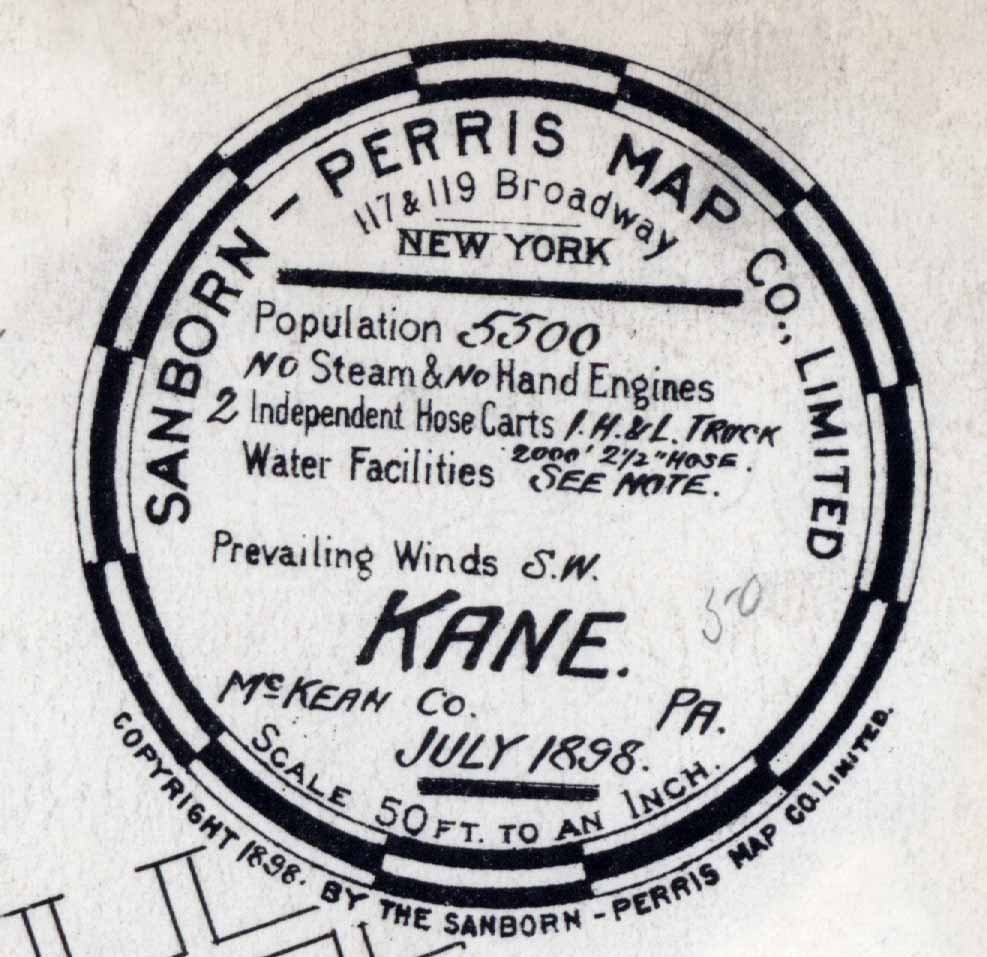 SANBORN - PERRIS MAP CO., LIMITED
117 & 119 Broadway
NEW YORK
Population 5500
NO Steam & NO Hand Engines
2 Independent Hose Carts 1. H. & L. TRUCK
2000' 2½" HOSE.
Water Facilities SEE NOTE.
Prevailing Winds S.W.
KANE.
McKEAN CO. PA.
JULY 1898.
SCALE 50 FT. TO AN INCH.
50
COPYRIGHT 1898. BY THE SANBORN - PERRIS MAP CO. LIMITED.